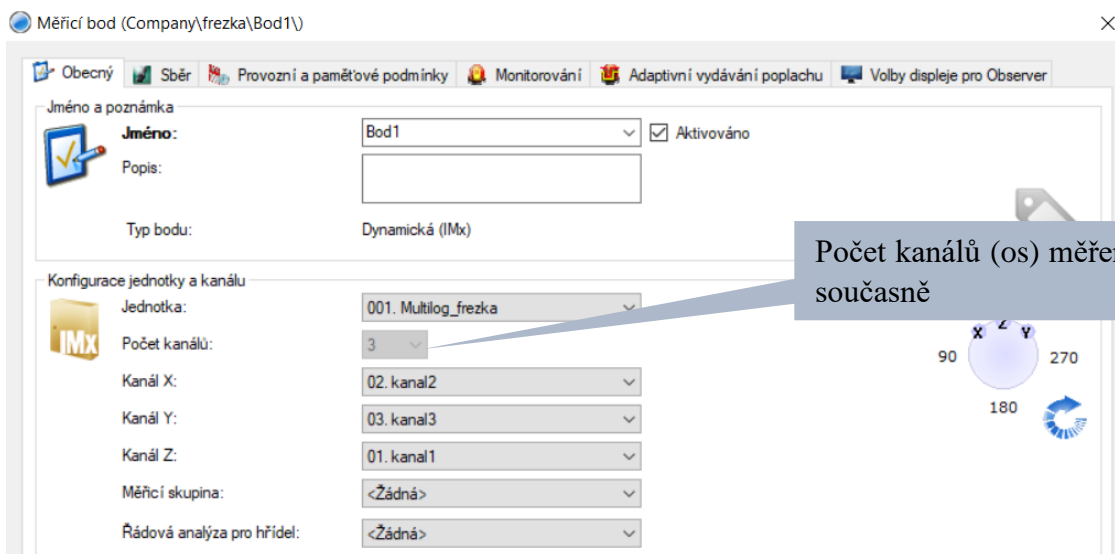 Měřicí bod (Company\frezka\Bod1\)
Obecný Sběr Provozní a paměťové podmínky Monitorování Adaptivní vydávání poplachu Volby displeje pro Observer
Jméno a poznámka
Jméno: Bod1 Aktivováno
Popis:
Typ bodu: Dynamická (IMx)
Počet kanálů (os) měře
současně
Konfigurace jednotky a kanálu
IMx
Jednotka: 001. Multilog_frezka
Počet kanálů: 3
Kanál X: 02. kanal2
Kanál Y: 03. kanal3
Kanál Z: 01. kanal1
Měřicí skupina: <Žádná>
Řádová analýza pro hřídel: <Žádná>
X Z Y
90 270
180